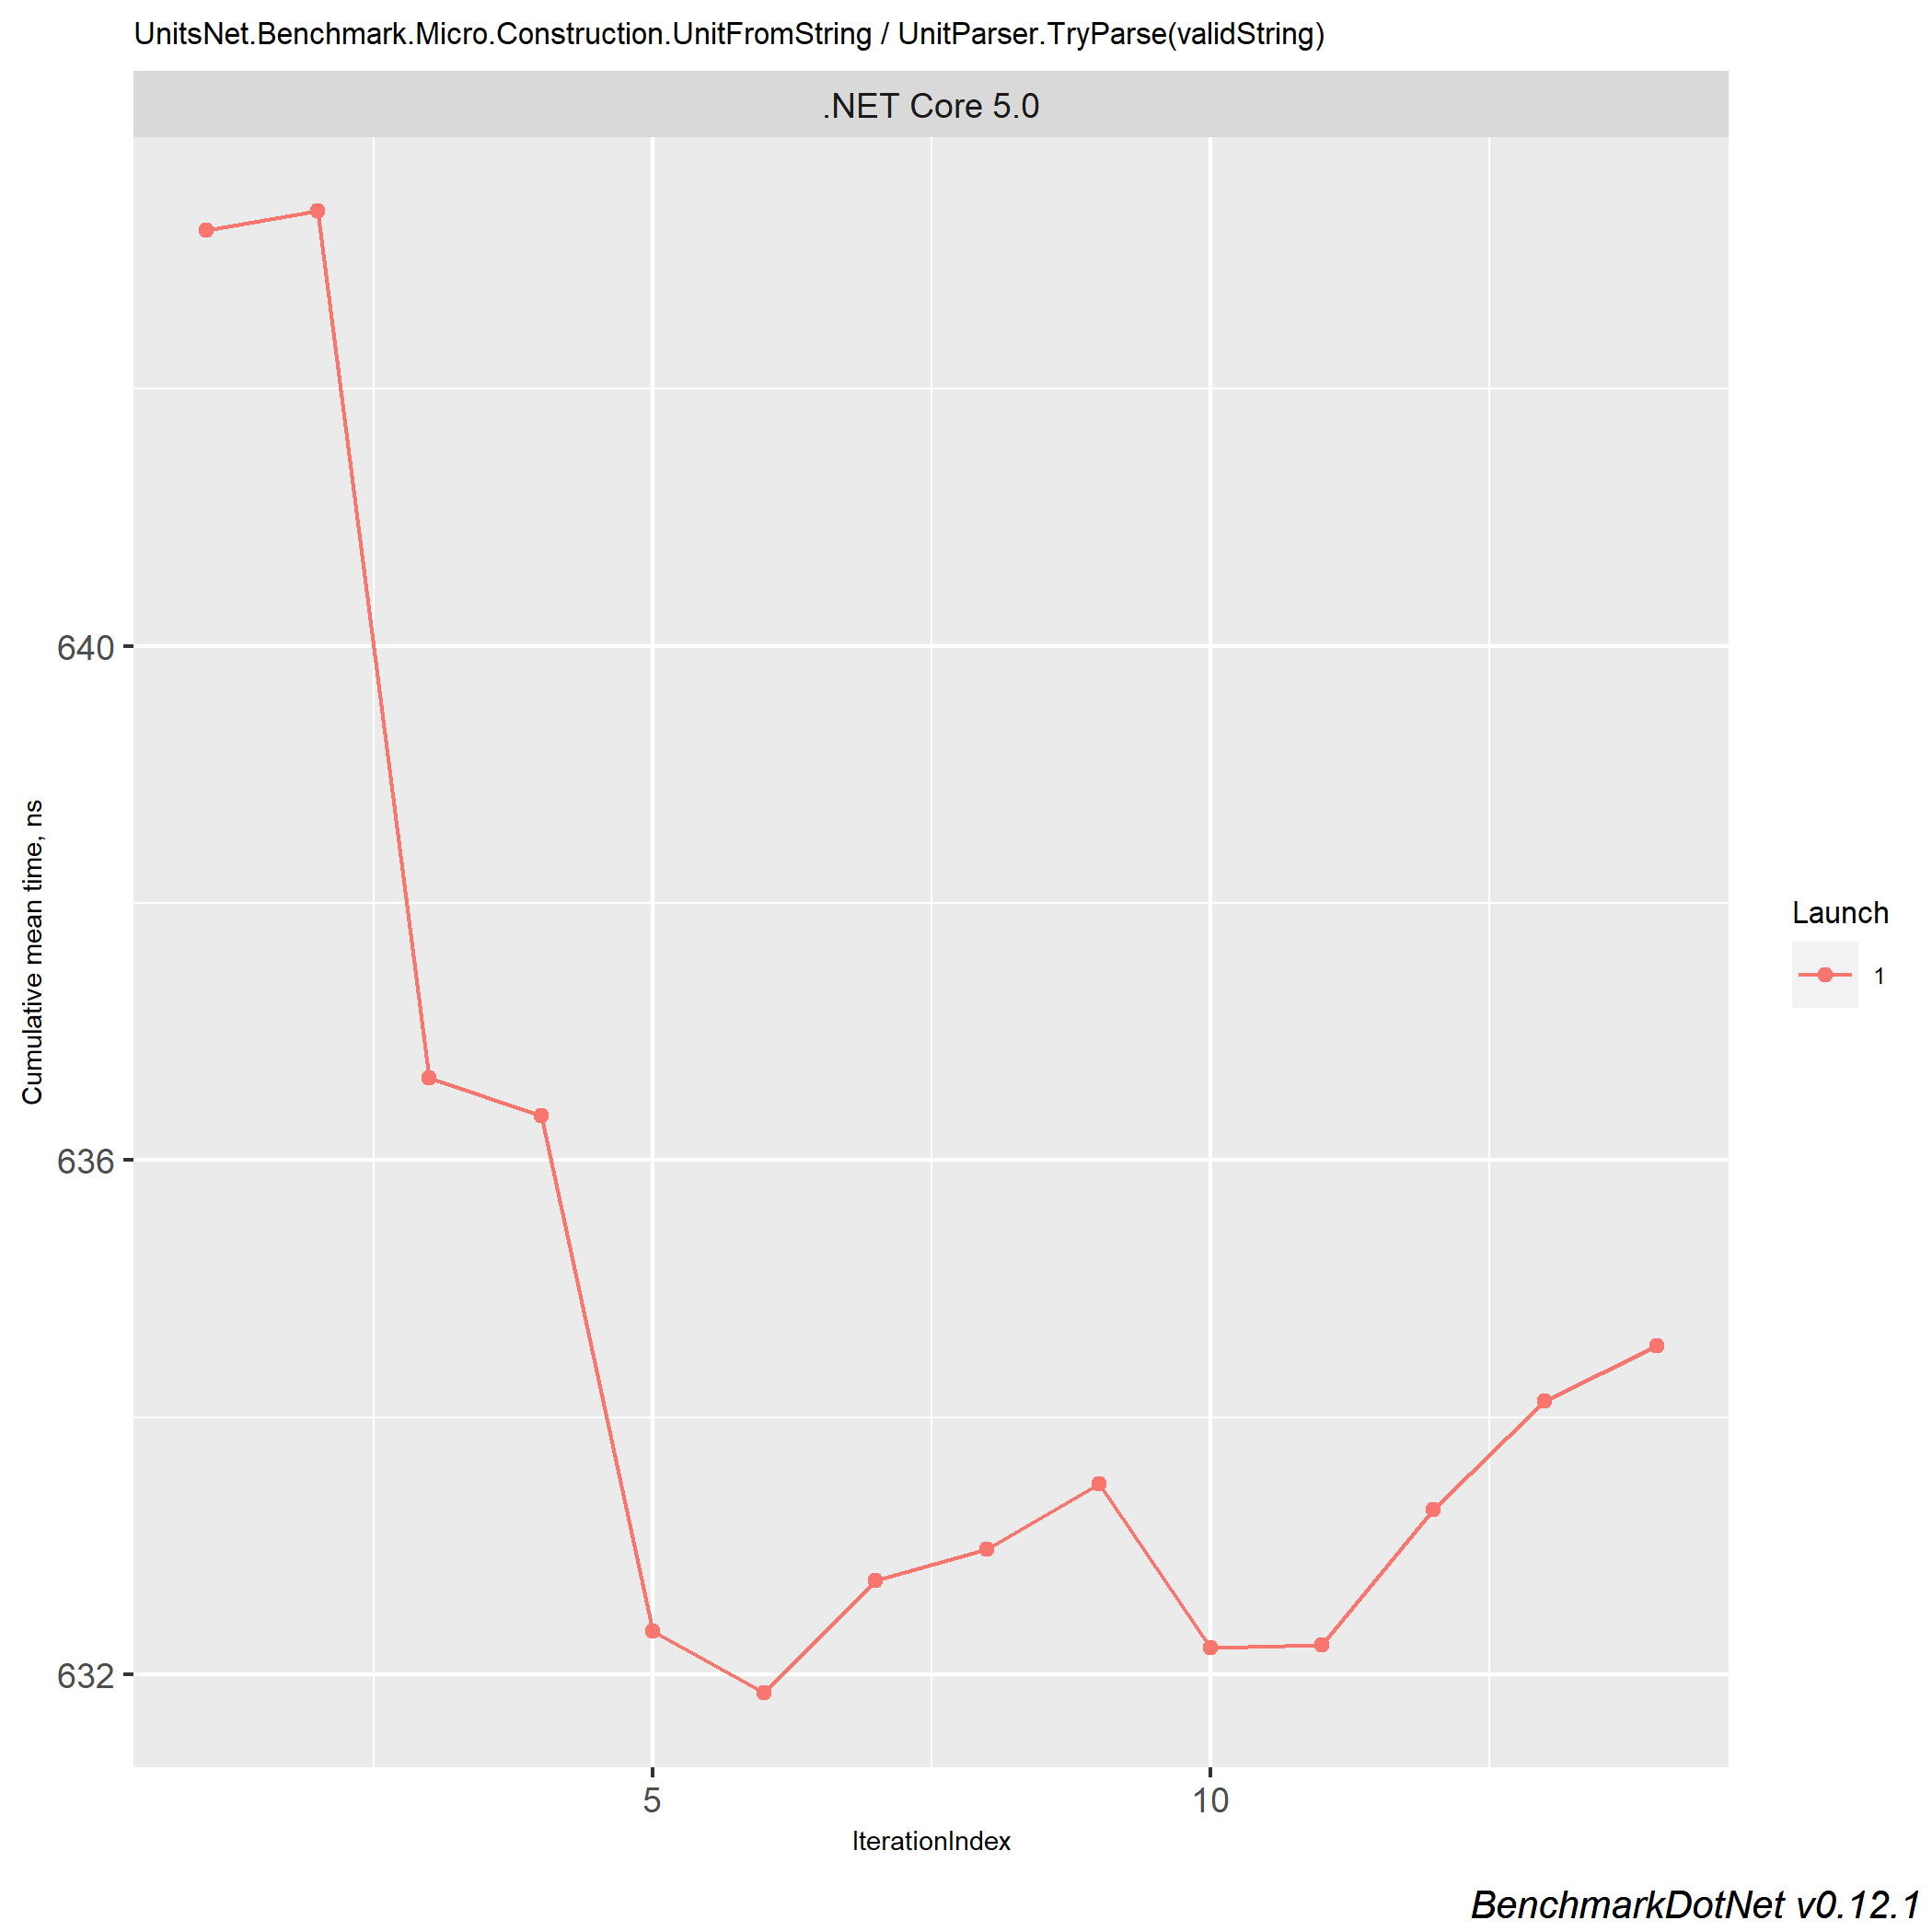 UnitsNet.Benchmark.Micro.Construction.UnitFromString / UnitParser.TryParse(validString)
.NET Core 5.0
640
636
632
Cumulative mean time, ns
5
10
IterationIndex
Launch
1
BenchmarkDotNet v0.12.1